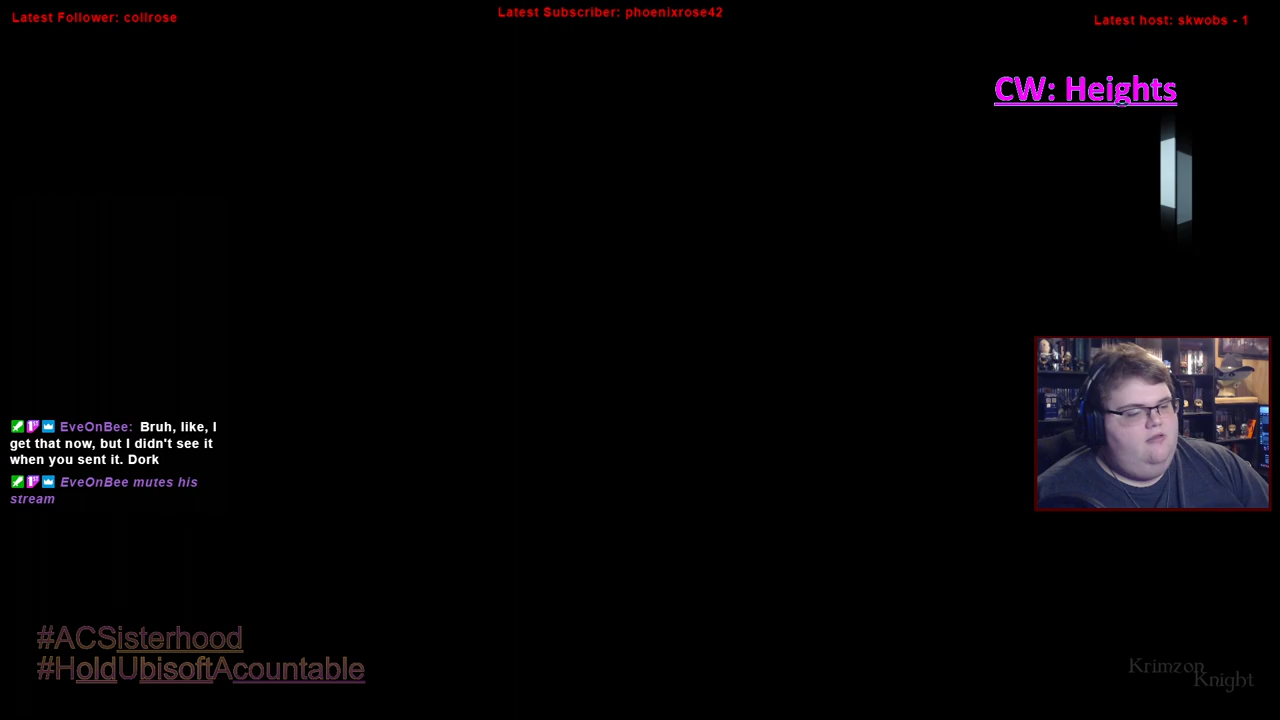 Latest Follower: collrose
Latest Subscriber: phoenixrose42
Latest host: skwobs - 1
CW: Heights
EveOnBee: Bruh, like, I
get that now, but I didn't see it
when you sent it. Dork
EveOnBee mutes his
stream
#ACSisterhood
#HoldUbisoftAcountable
Krimzon
Knight